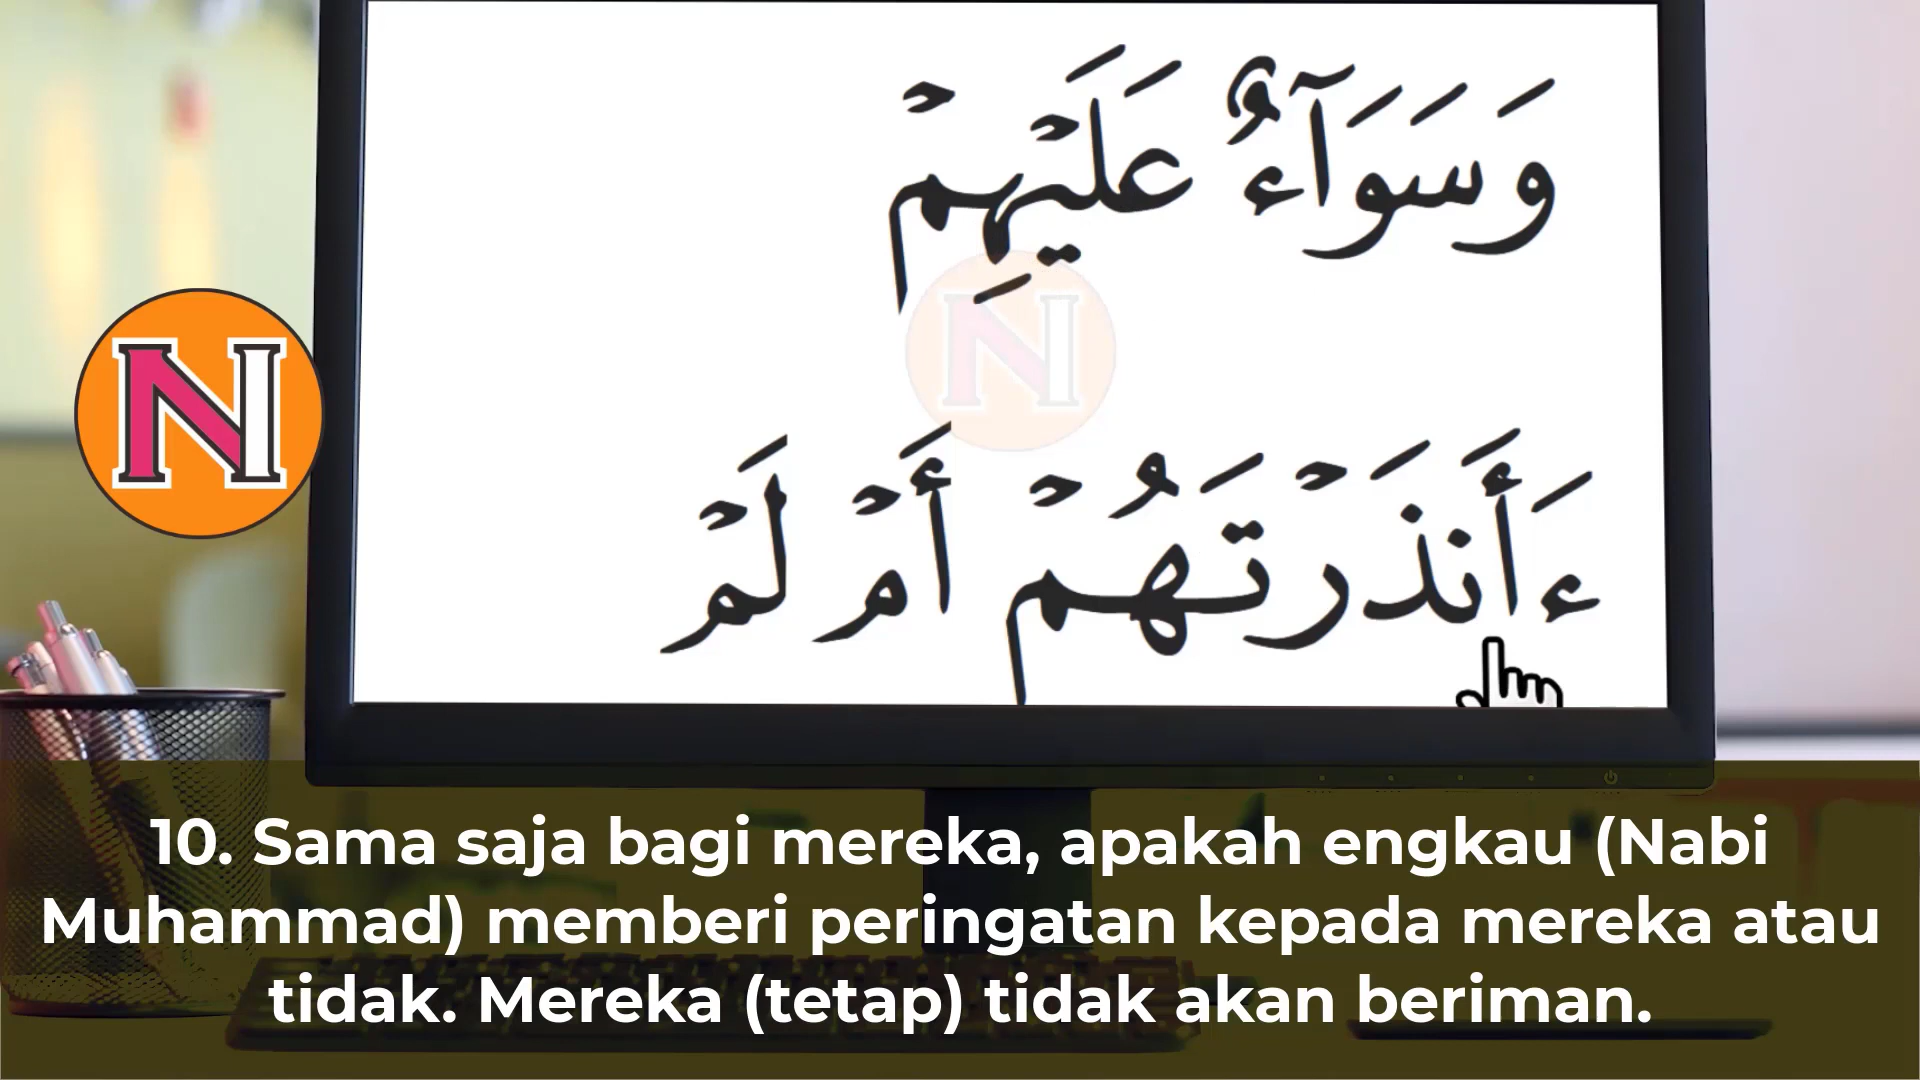 وَسَوَآءٌ عَلَيْهِمْ
ءَأَنذَرْتَهُمْ أَمْ لَمْ
N
N
10. Sama saja bagi mereka, apakah engkau (Nabi
Muhammad) memberi peringatan kepada mereka atau
tidak. Mereka (tetap) tidak akan beriman.